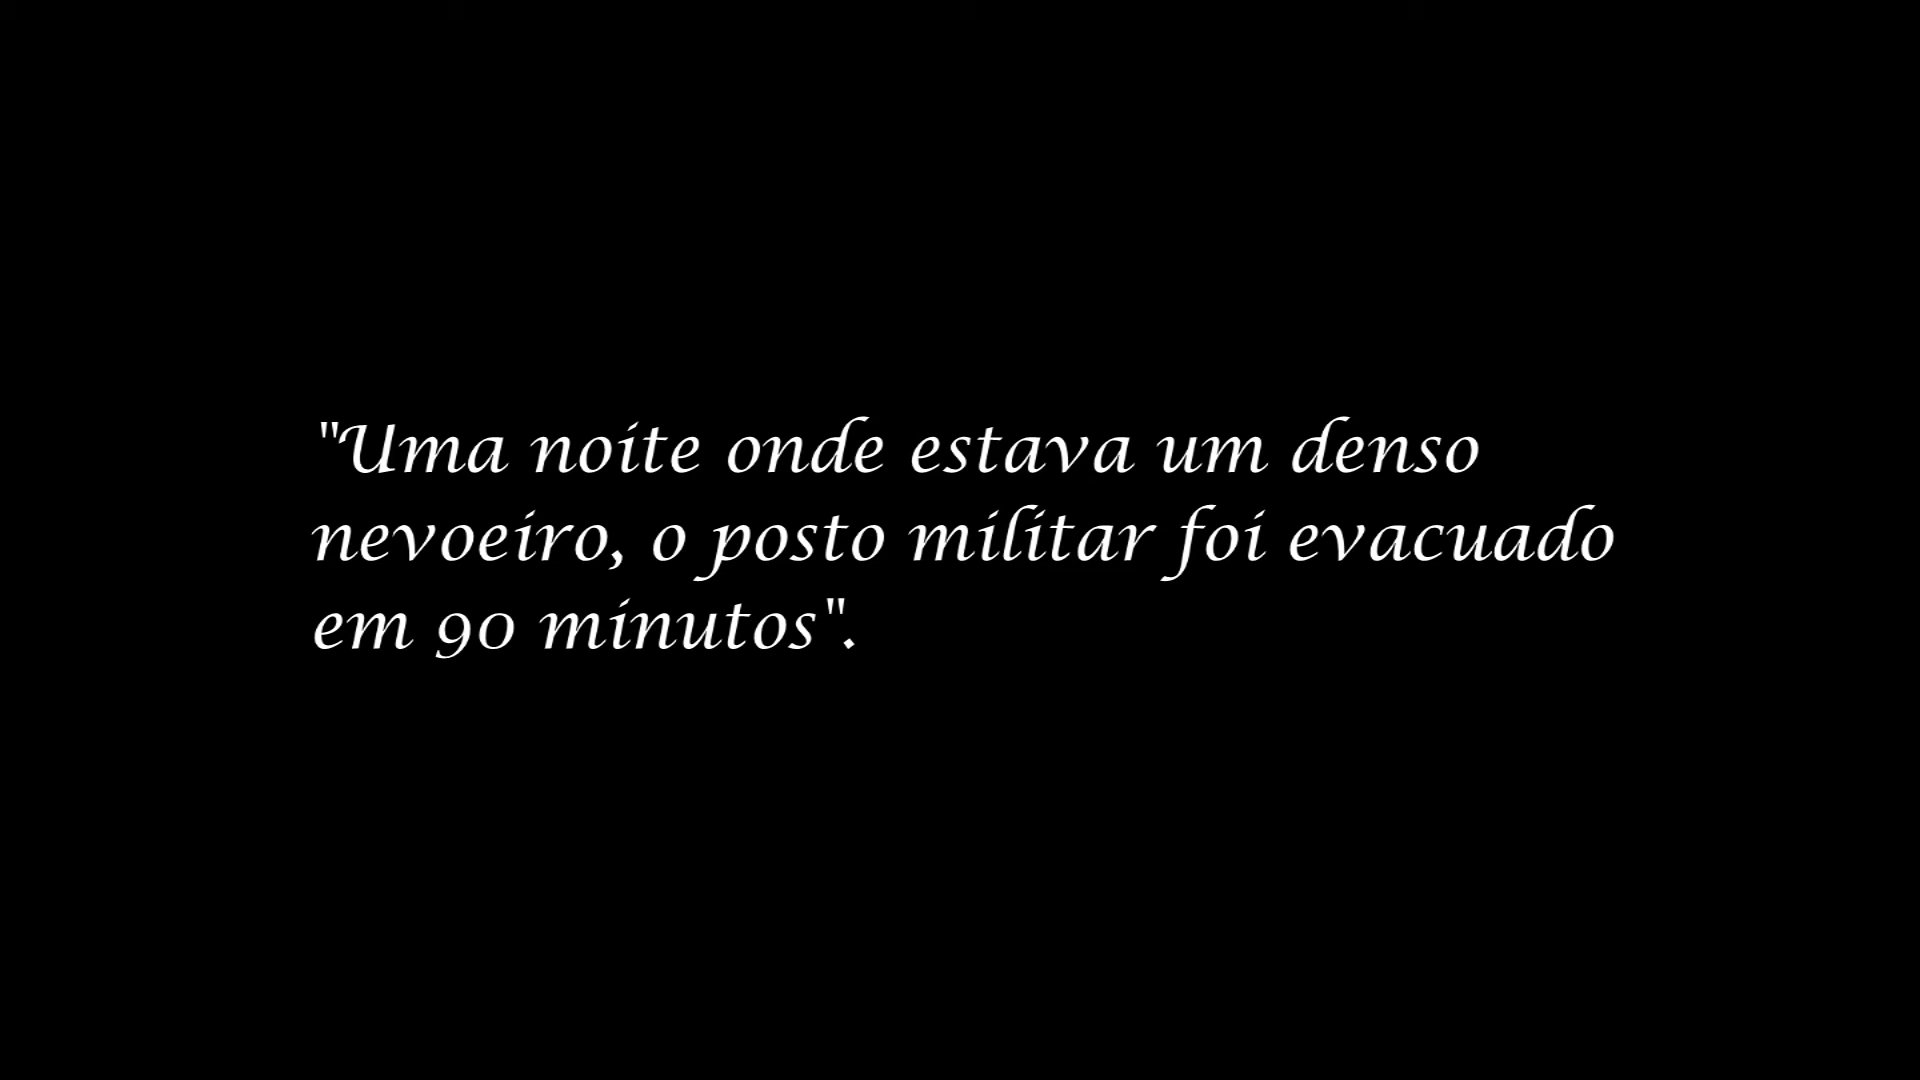 "Uma noite onde estava um denso
nevoeiro, o posto militar foi evacuado
em 90 minutos".